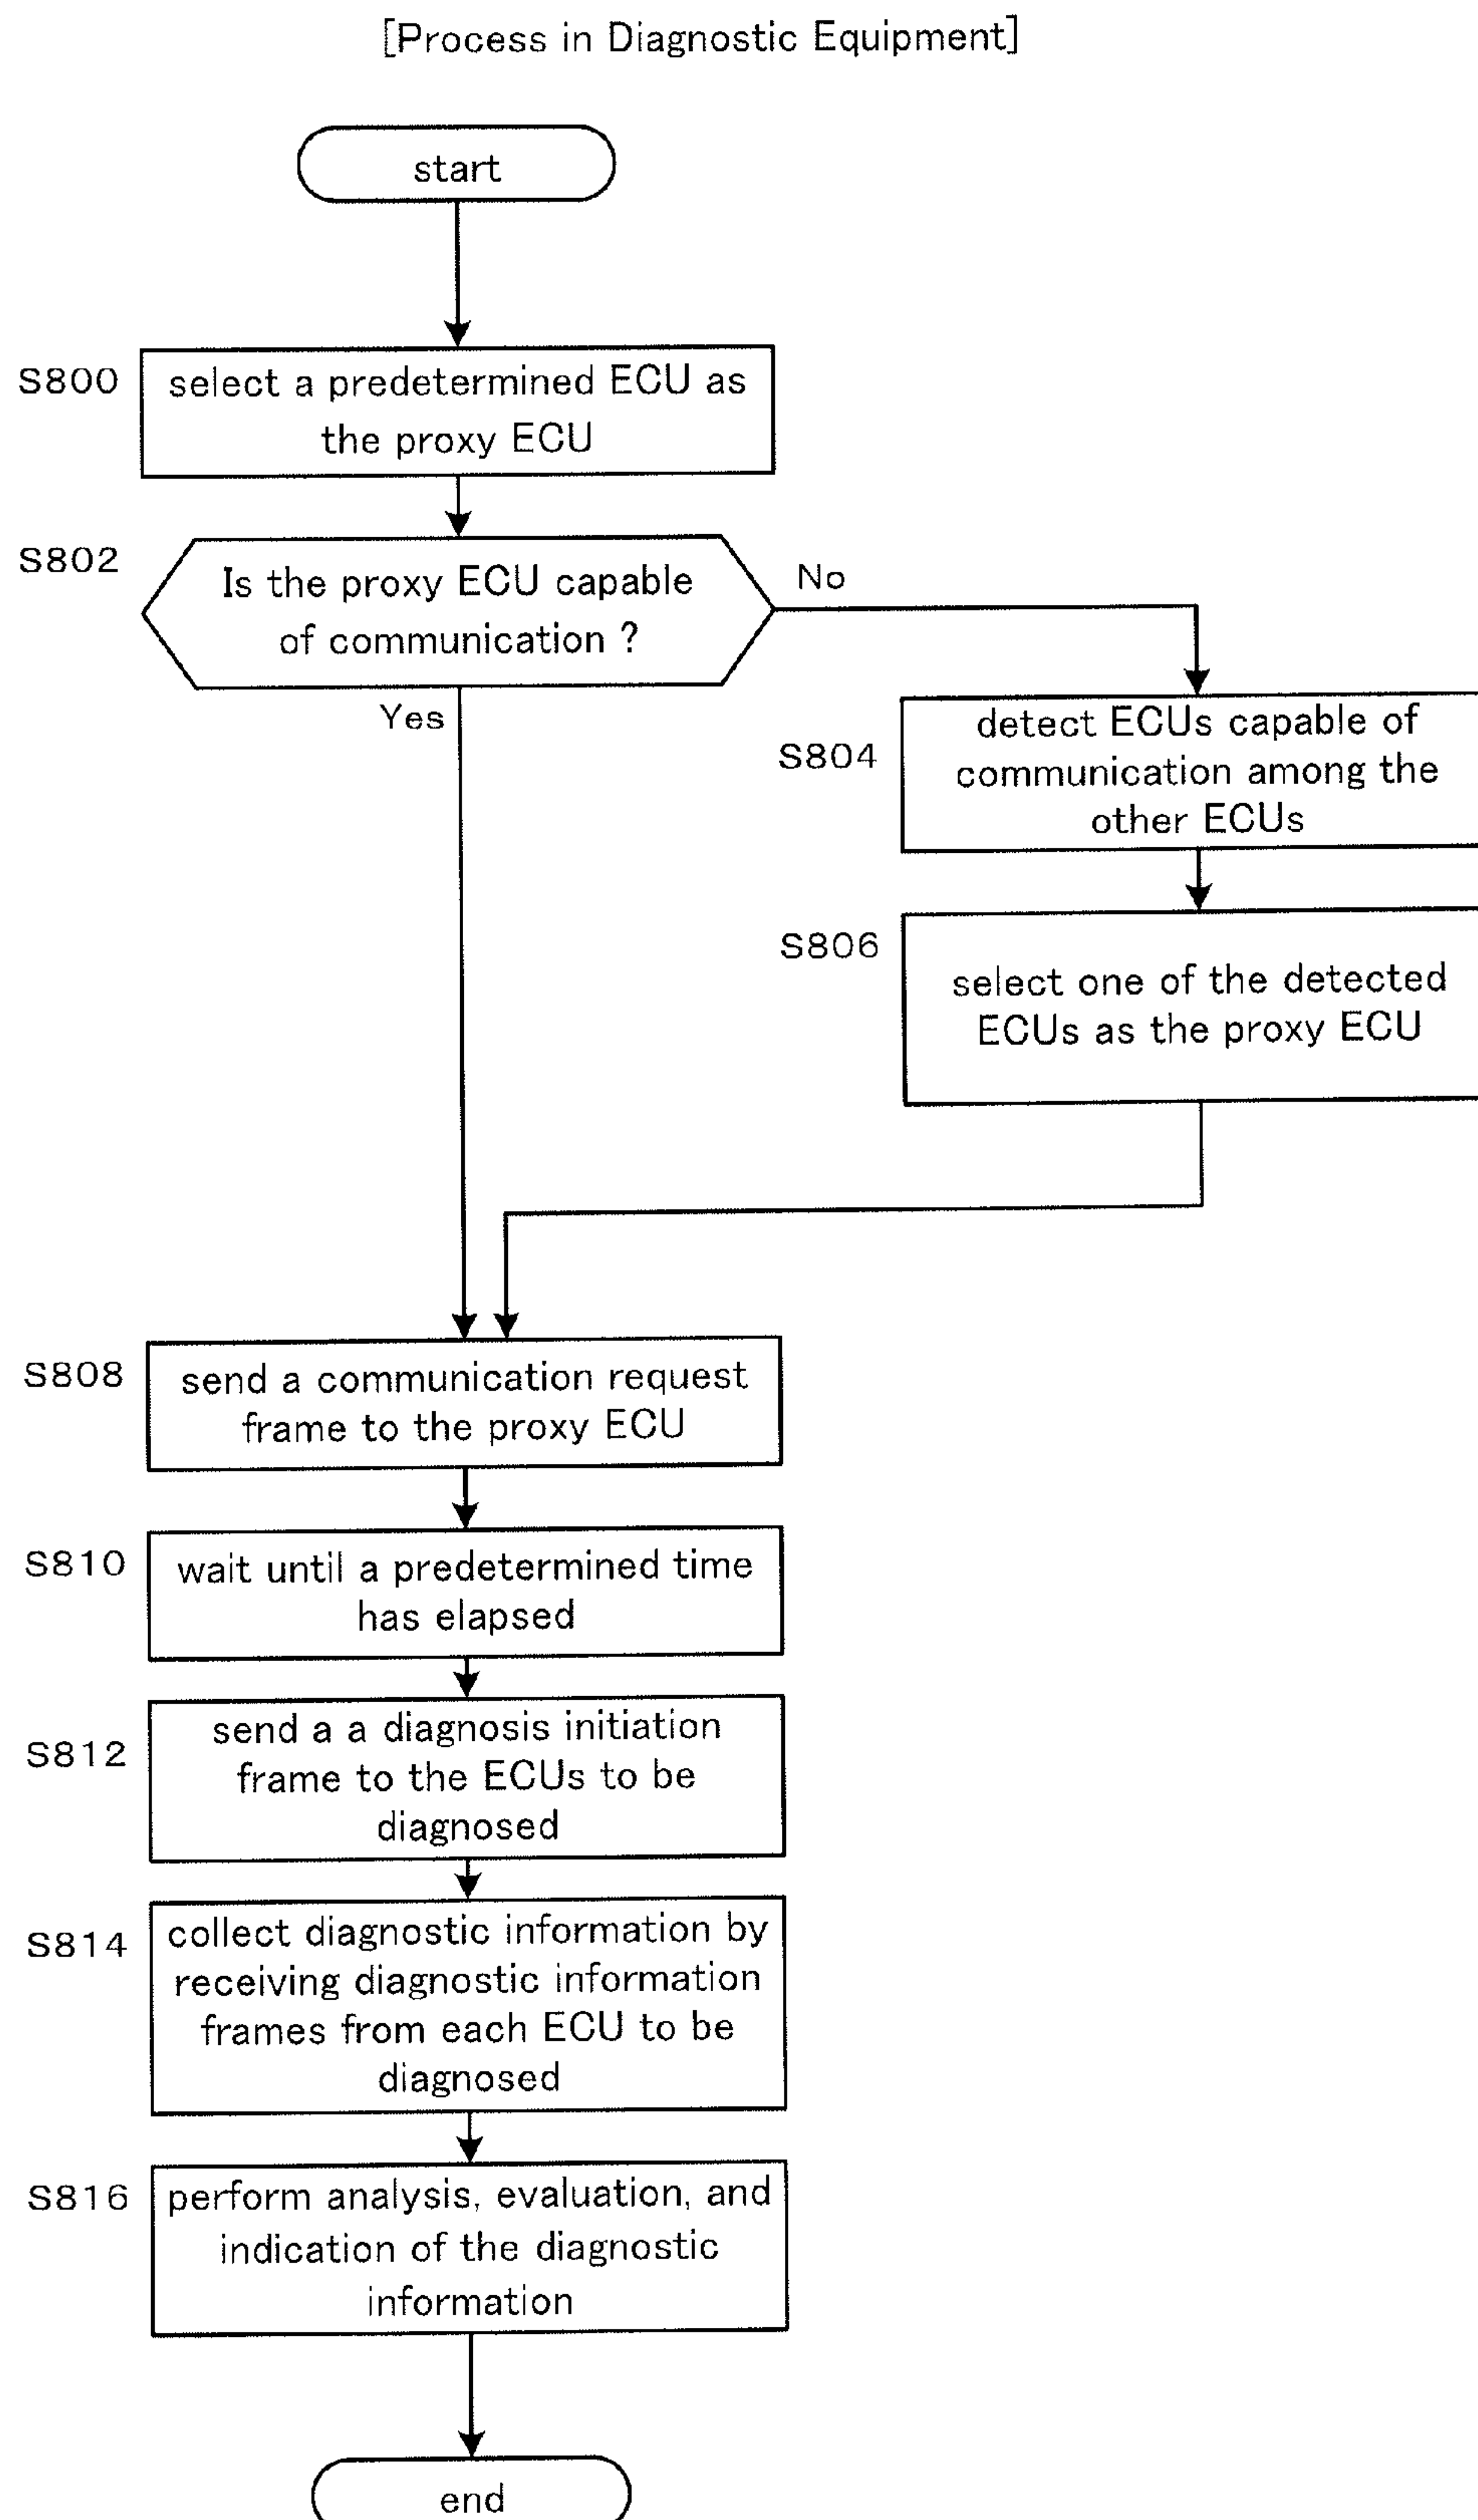 [Process in Diagnostic Equipment]
start
S800
select a predetermined ECU as
the proxy ECU
S802
Is the proxy ECU capable
of communication ?
No
Yes
S804
detect ECUs capable of
communication among the
other ECUs
S806
select one of the detected
ECUs as the proxy ECU
S808
send a communication request
frame to the proxy ECU
S810
wait until a predetermined time
has elapsed
S812
send a a diagnosis initiation
frame to the ECUs to be
diagnosed
S814
collect diagnostic information by
receiving diagnostic information
frames from each ECU to be
diagnosed
S816
perform analysis, evaluation, and
indication of the diagnostic
information
end